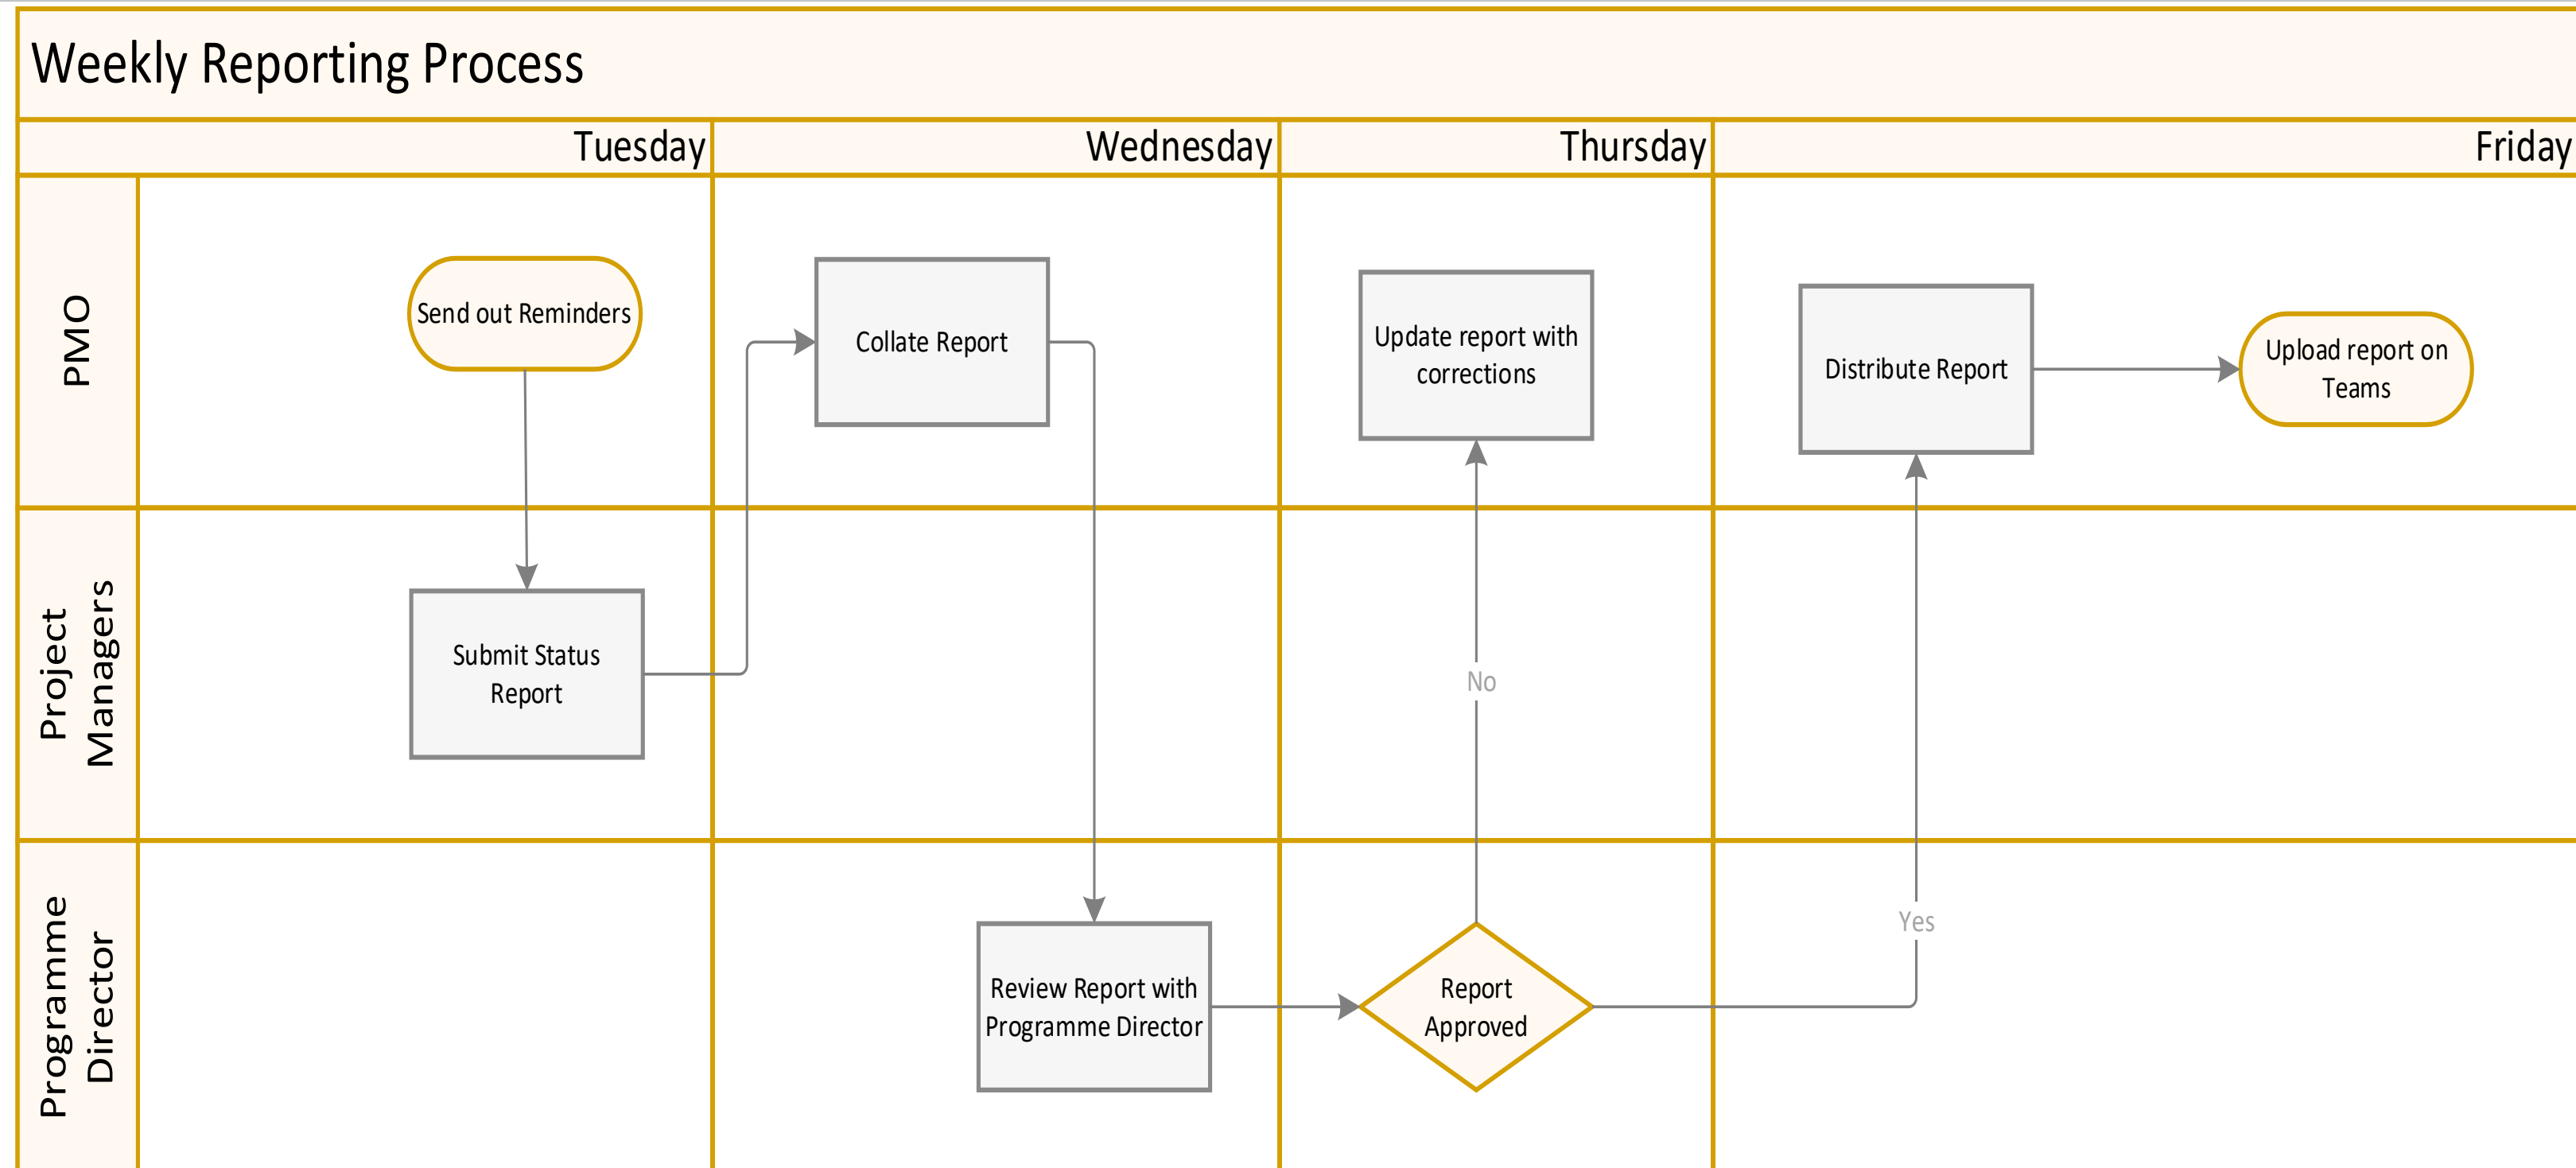 Weekly Reporting Process
Tuesday
Wednesday
Thursday
Friday
PMO
Send out Reminders
Collate Report
Update report with
corrections
Distribute Report
Upload report on
Teams
Project
Managers
Submit Status
Report
No
Programme
Director
Review Report with
Programme Director
Report
Approved
Yes